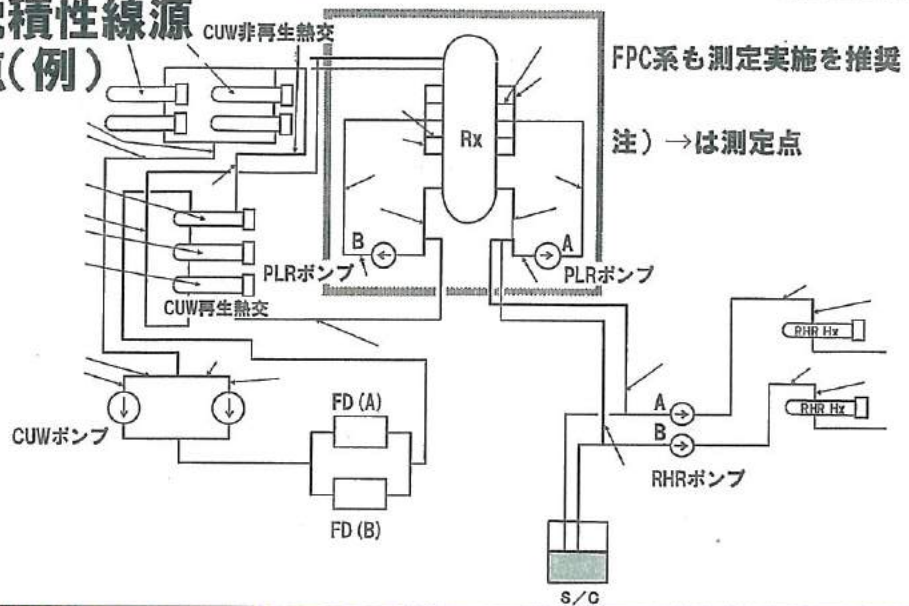 積性線源
(例)
CUW非再生熱交
FPC系も測定実施を推奨
注）→は測定点
Rx
B
A
PLRポンプ
PLRポンプ
CUW再生熱交
RHR Hx
RHR Hx
A
B
RHRポンプ
CUWポンプ
FD(A)
FD(B)
S/C